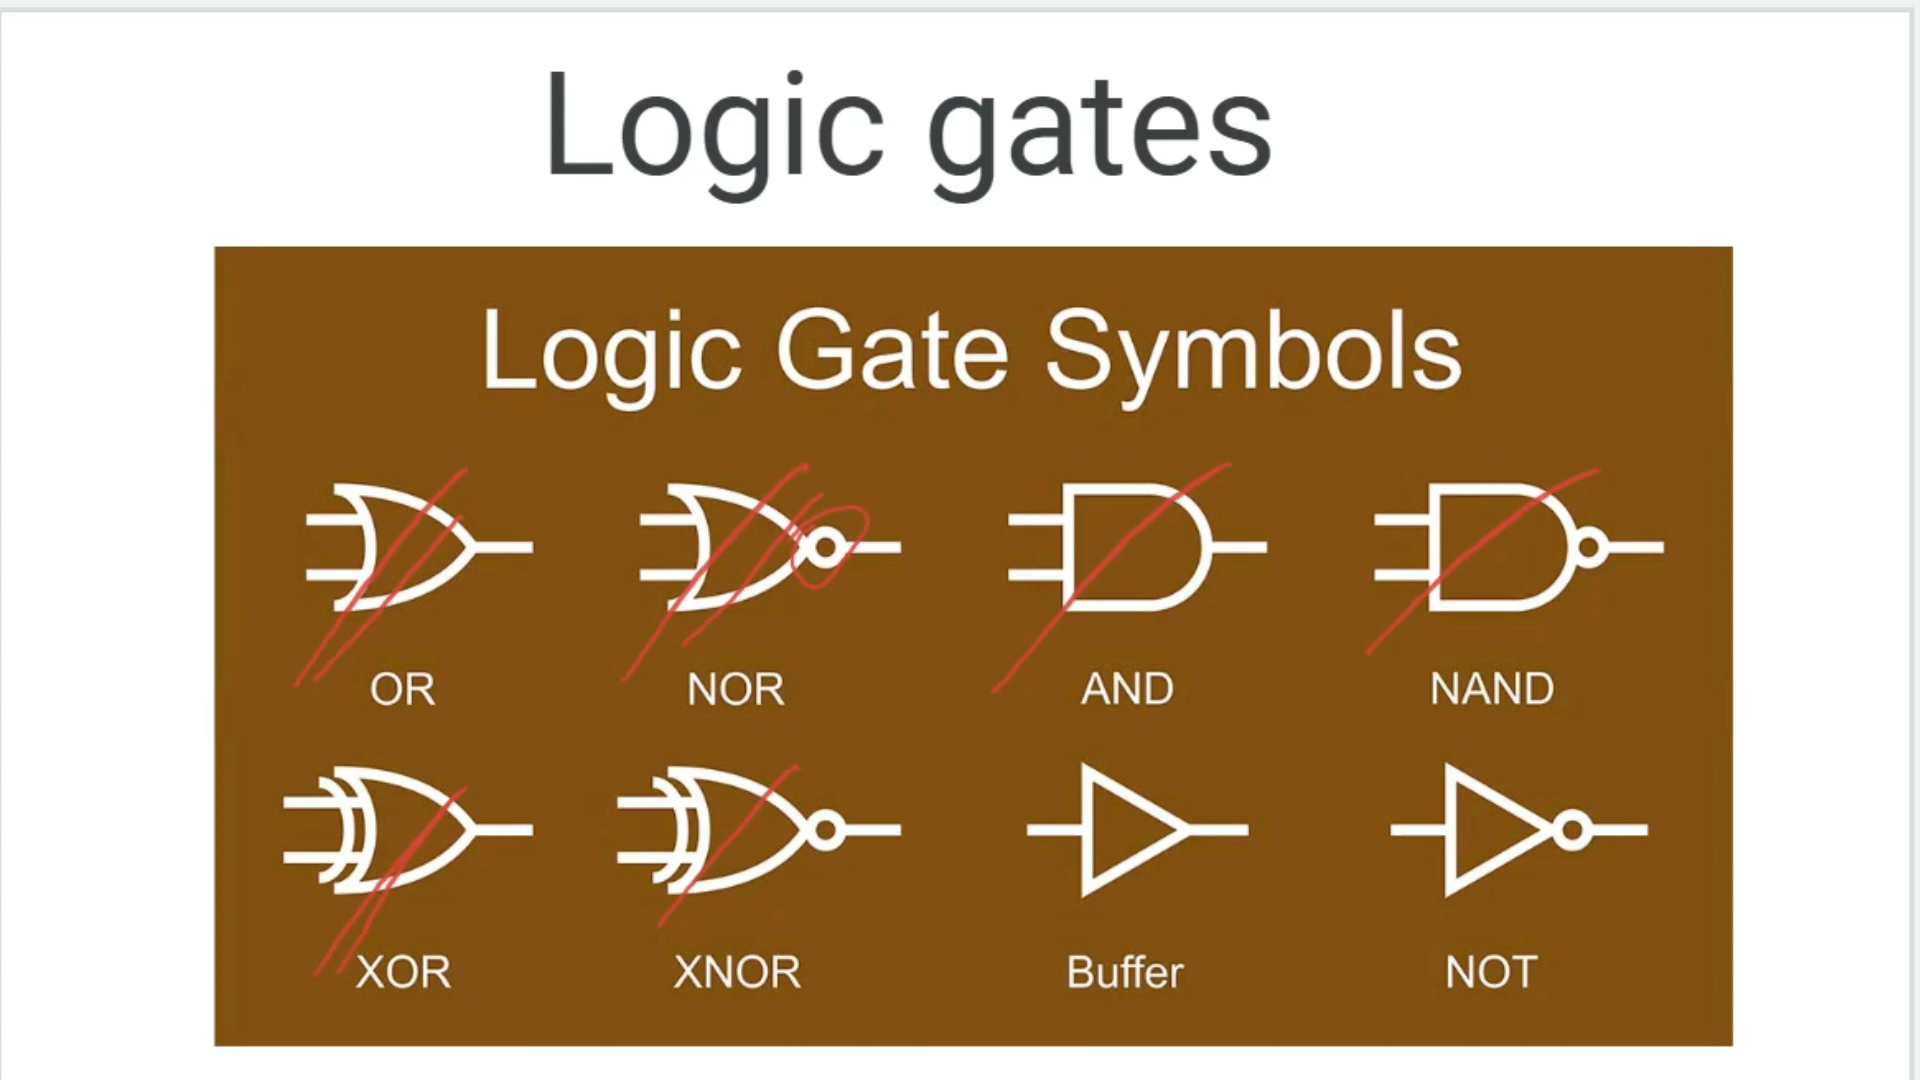 Logic gates
Logic Gate Symbols
OR NOR AND NAND
XOR XNOR Buffer NOT